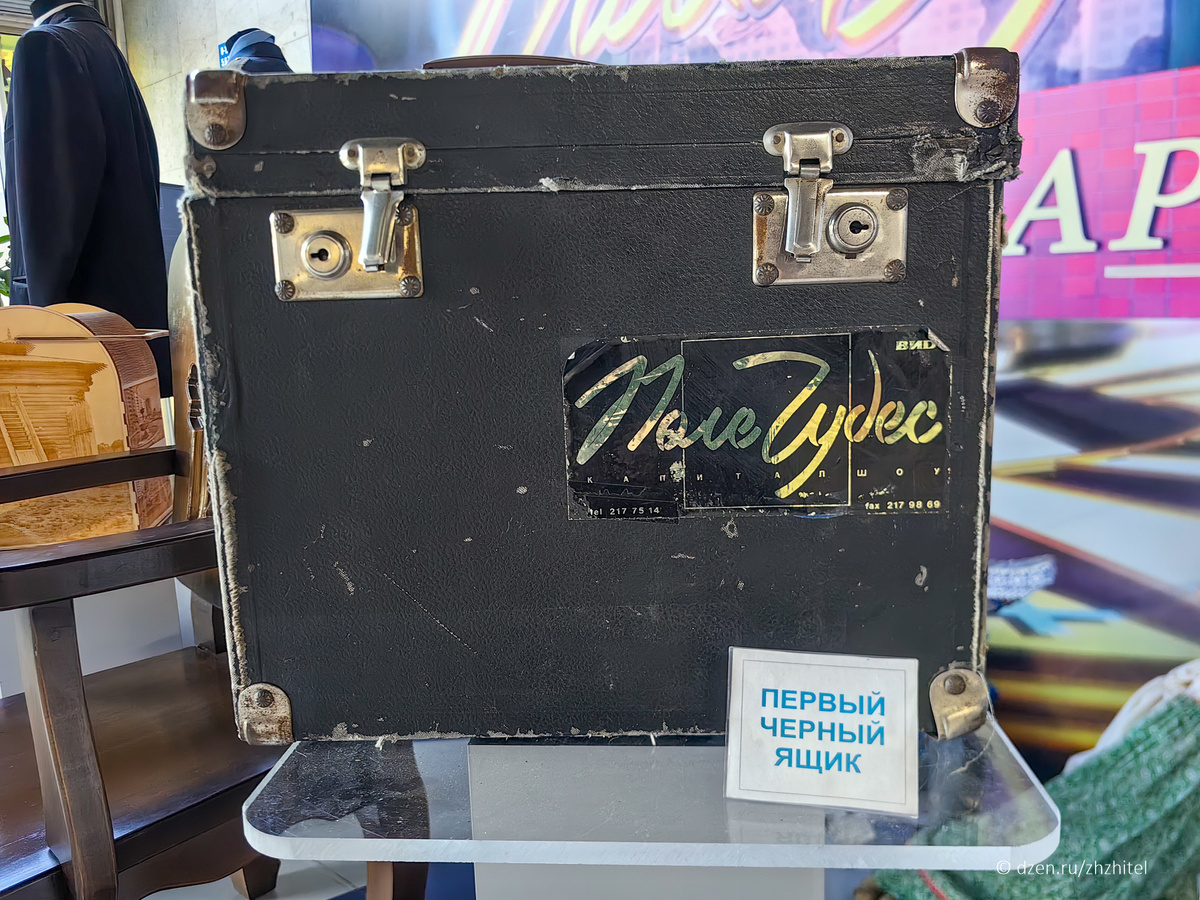 АР
ВИD
Поле Чудес
КАПИТАЛ ШОУ
tel 217 75 14
fax 217 98 69
ПЕРВЫЙ
ЧЕРНЫЙ
ЯЩИК
© dzen.ru/zhzhitel